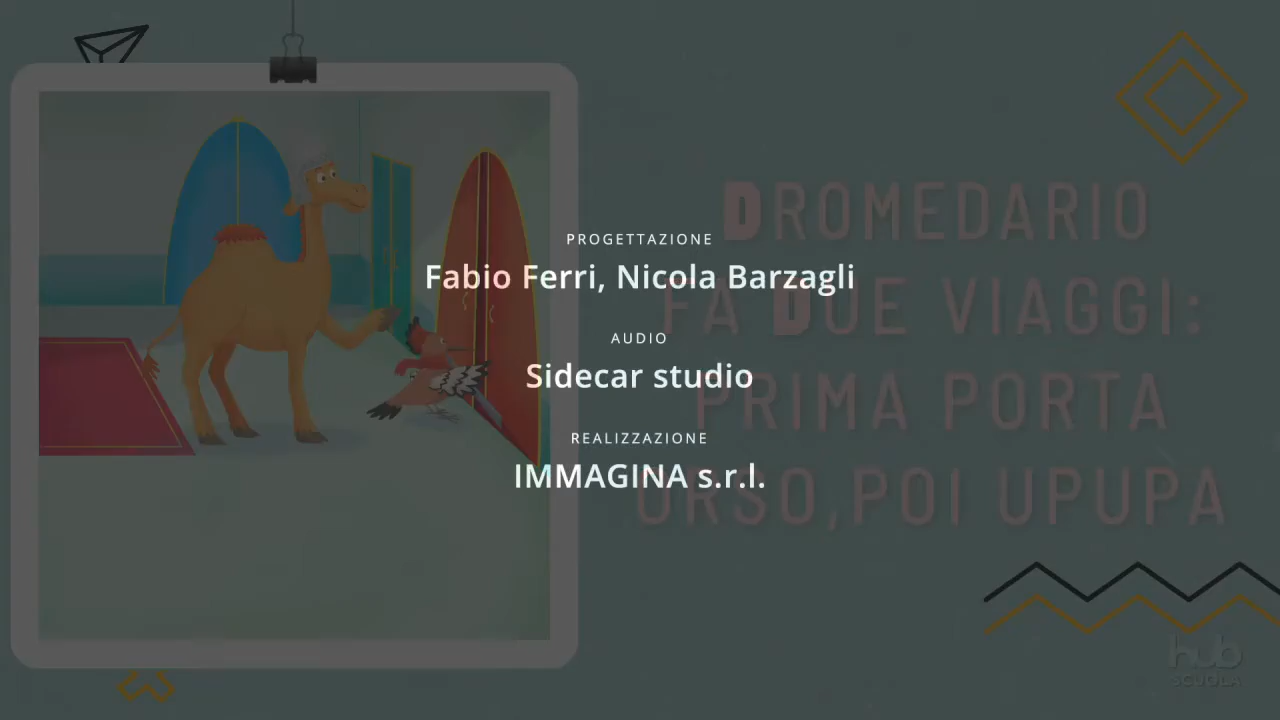 PROGETTAZIONE
Fabio Ferri, Nicola Barzagli
AUDIO
Sidecar studio
REALIZZAZIONE
IMMAGINA s.r.l.
DROMEDARIO
FA DUE VIAGGI:
PRIMA PORTA
ORSO,POI UPUPA
hub
SCUOLA